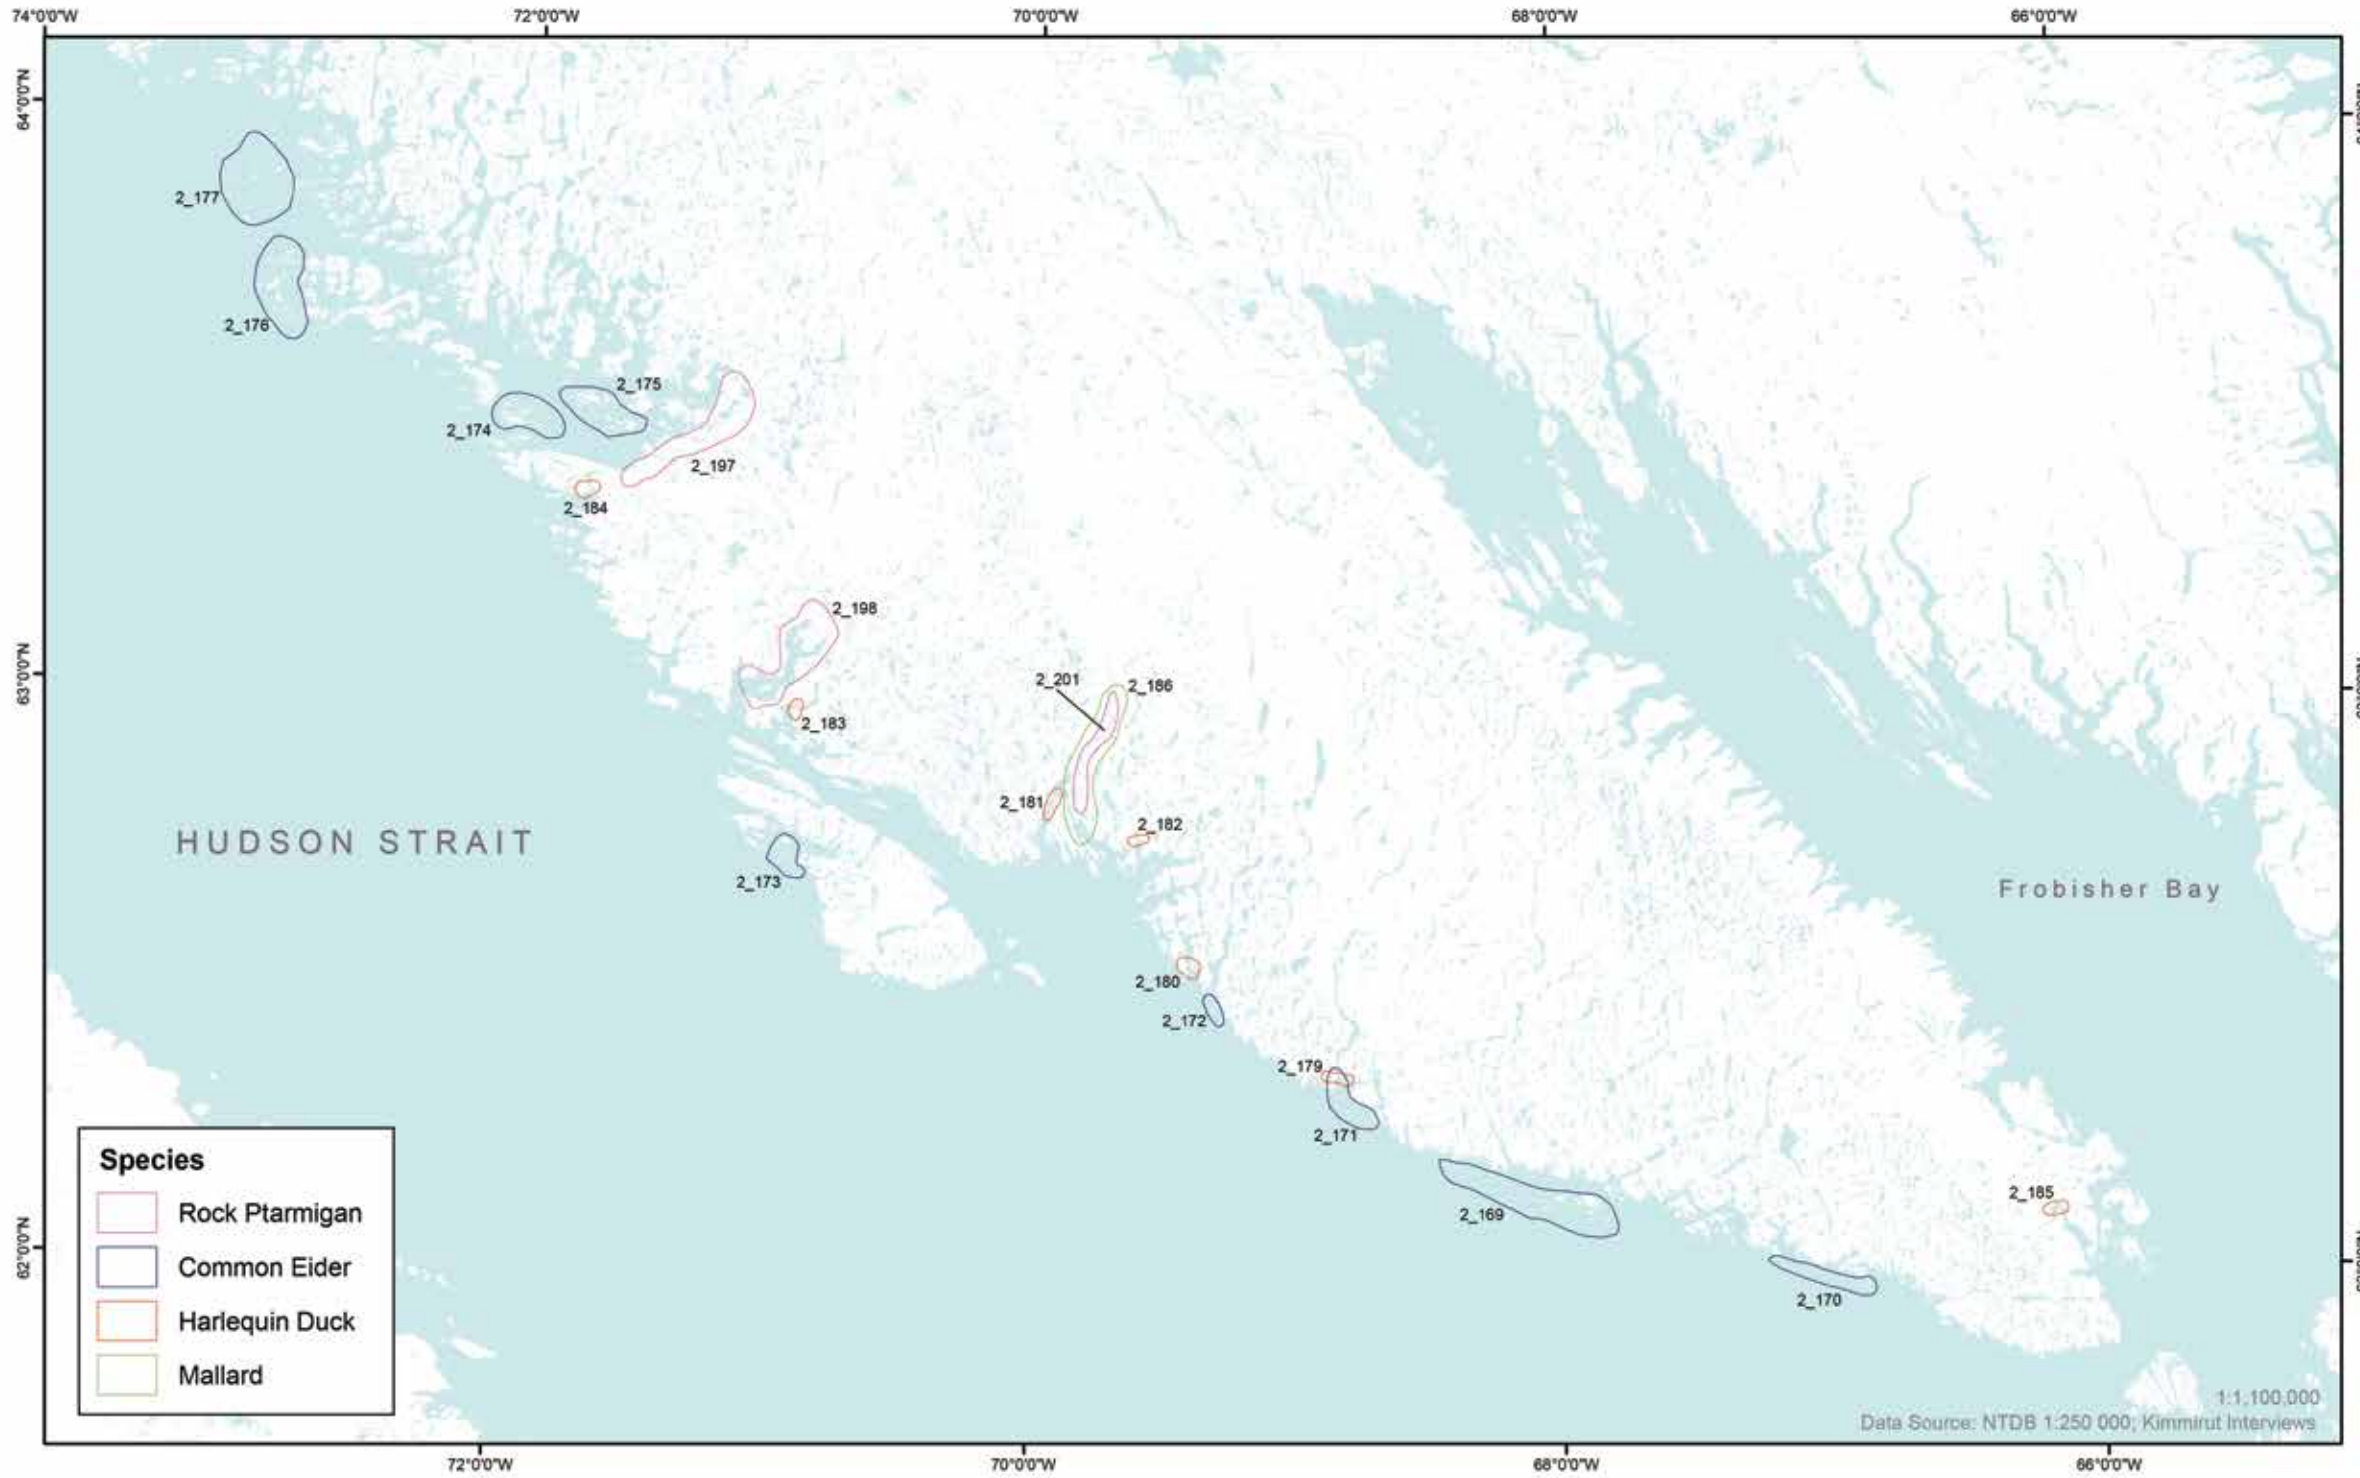 74°0'0"W 72°0'0"W 70°0'0"W 68°0'0"W 66°0'0"W
64°0'0"N
2_177
2_176
2_175
2_174
2_197
2_184
2_198
63°0'0"N
2_201
2_186
2_183
2_181
2_182
HUDSON STRAIT
2_173
Frobisher Bay
2_180
2_172
2_179
2_171
2_185
2_169
62°0'0"N
2_170
Species
Rock Ptarmigan
Common Eider
Harlequin Duck
Mallard
1:1,100,000
Data Source: NTDB 1:250 000; Kimmirut Interviews
72°0'0"W 70°0'0"W 68°0'0"W 66°0'0"W